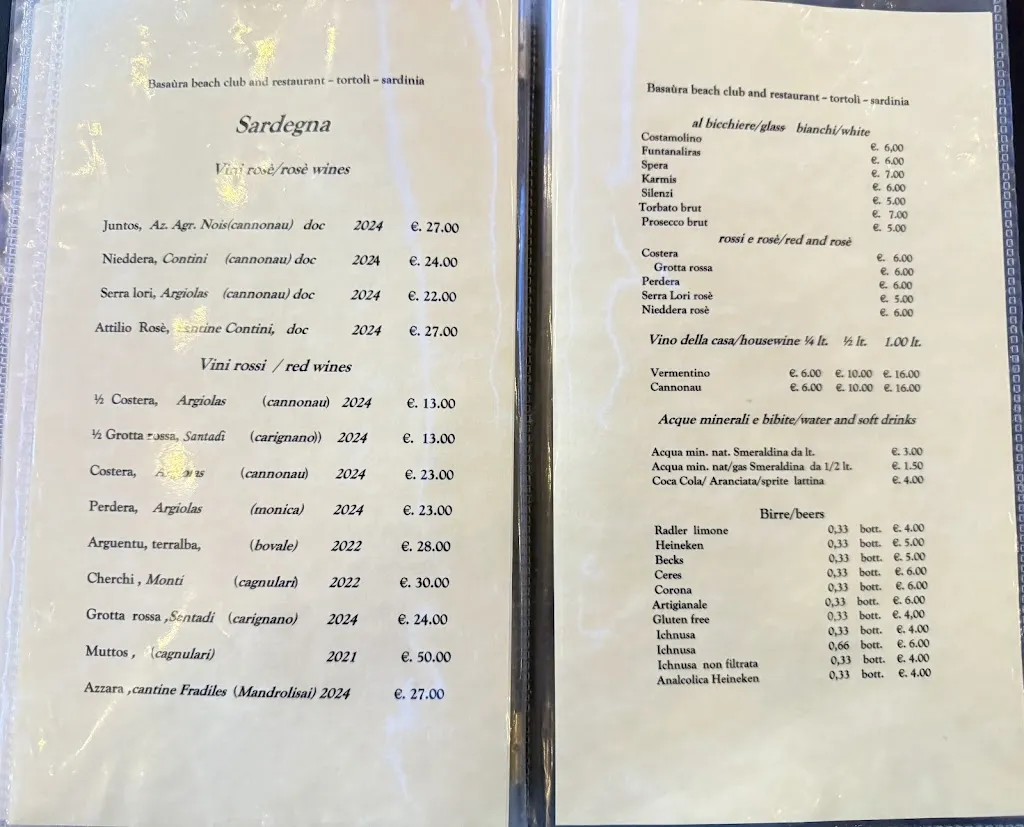 Basaùra beach club and restaurant – tortolì – sardinia
Sardegna
Vini rosè/rosè wines
Juntos, Az. Agr. Nois(cannonau) doc 2024 €. 27.00
Nieddera, Contini (cannonau) doc 2024 €. 24.00
Serra lori, Argiolas (cannonau) doc 2024 €. 22.00
Attilio Rosè, cantine Contini, doc 2024 €. 27.00
Vini rossi / red wines
½ Costera, Argiolas (cannonau) 2024 €. 13.00
½ Grotta rossa, Santadi (carignano)) 2024 €. 13.00
Costera, (cannonau) 2024 €. 23.00
Perdera, Argiolas (monica) 2024 €. 23.00
Arguentu, terralba, (bovale) 2022 €. 28.00
Cherchi , Monti (cagnulari) 2022 €. 30.00
Grotta rossa ,Santadi (carignano) 2024 €. 24.00
Muttos , (cagnulari) 2021 €. 50.00
Azzara ,cantine Fradiles (Mandrolisai) 2024 €. 27.00
Basaùra beach club and restaurant – tortolì – sardinia
al bicchiere/glass bianchi/white
Costamolino €. 6,00
Funtanaliras €. 6.00
Spera €. 7.00
Karmis €. 6.00
Silenzi €. 5.00
Torbato brut €. 7.00
Prosecco brut €. 5.00
rossi e rosè/red and rosè
Costera €. 6.00
Grotta rossa €. 6.00
Perdera €. 6.00
Serra Lori rosè €. 5.00
Nieddera rosè €. 6.00
Vino della casa/housewine ¼ lt. ½ lt. 1.00 lt.
Vermentino €. 6.00 €. 10.00 €. 16.00
Cannonau €. 6.00 €. 10.00 €. 16.00
Acque minerali e bibite/water and soft drinks
Acqua min. nat. Smeraldina da lt. €. 3.00
Acqua min. nat/gas Smeraldina da 1/2 lt. €. 1.50
Coca Cola/ Aranciata/sprite lattina €. 4.00
Birre/beers
Radler limone 0,33 bott. €. 4.00
Heineken 0,33 bott. €. 5.00
Becks 0,33 bott. €. 5.00
Ceres 0,33 bott. €. 6.00
Corona 0,33 bott. €. 6.00
Artigianale 0,33 bott. €. 6.00
Gluten free 0,33 bott. €. 4,00
Ichnusa 0,33 bott. €. 4.00
Ichnusa 0,66 bott. €. 6.00
Ichnusa non filtrata 0,33 bott. €. 4.00
Analcolica Heineken 0,33 bott. €. 4.00